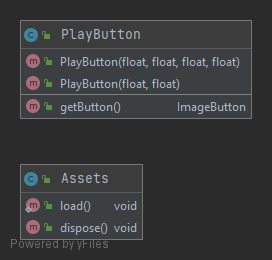 PlayButton
PlayButton(float, float, float, float)
PlayButton(float, float)
getButton() ImageButton
Assets
load() void
dispose() void
Powered by yFiles